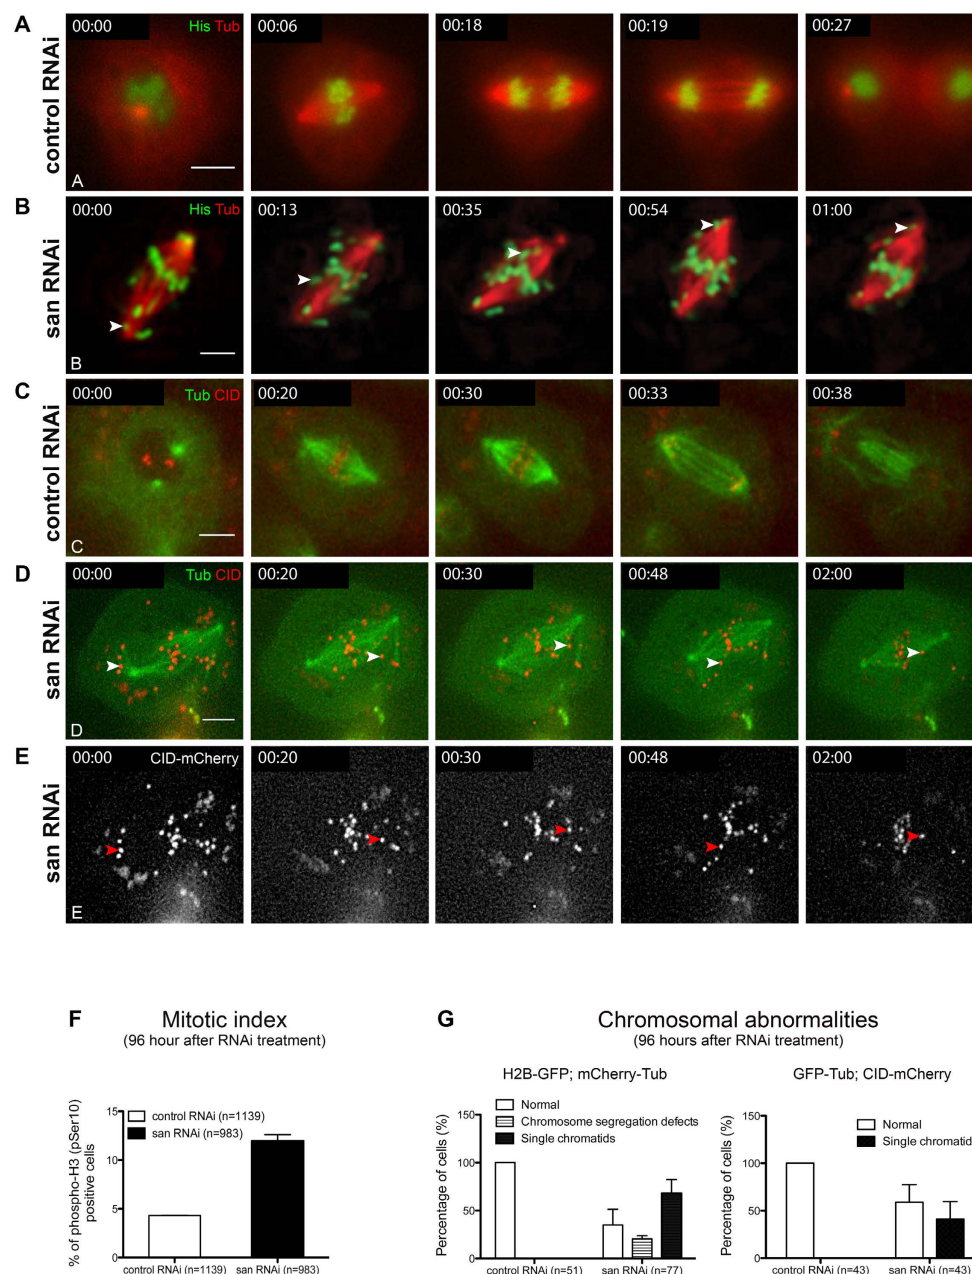 A
control RNAi
00:00
His Tub
00:06
00:18
00:19
00:27
A
B
san RNAi
00:00
His Tub
00:13
00:35
00:54
01:00
B
C
control RNAi
00:00
Tub CID
00:20
00:30
00:33
00:38
C
D
san RNAi
00:00
Tub CID
00:20
00:30
00:48
02:00
D
E
san RNAi
00:00
CID-mCherry
00:20
00:30
00:48
02:00
E
F
Mitotic index
(96 hour after RNAi treatment)
% of phospho-H3 (pSer10)
positive cells
15
10
5
0
control RNAi (n=1139)
san RNAi (n=983)
control RNAi (n=1139)
san RNAi (n=983)
G
Chromosomal abnormalities
(96 hours after RNAi treatment)
H2B-GFP; mCherry-Tub
Percentage of cells (%)
150
100
50
0
Normal
Chromosome segregation defects
Single chromatids
control RNAi (n=51)
san RNAi (n=77)
GFP-Tub; CID-mCherry
Percentage of cells (%)
150
100
50
0
Normal
Single chromatid
control RNAi (n=43)
san RNAi (n=43)